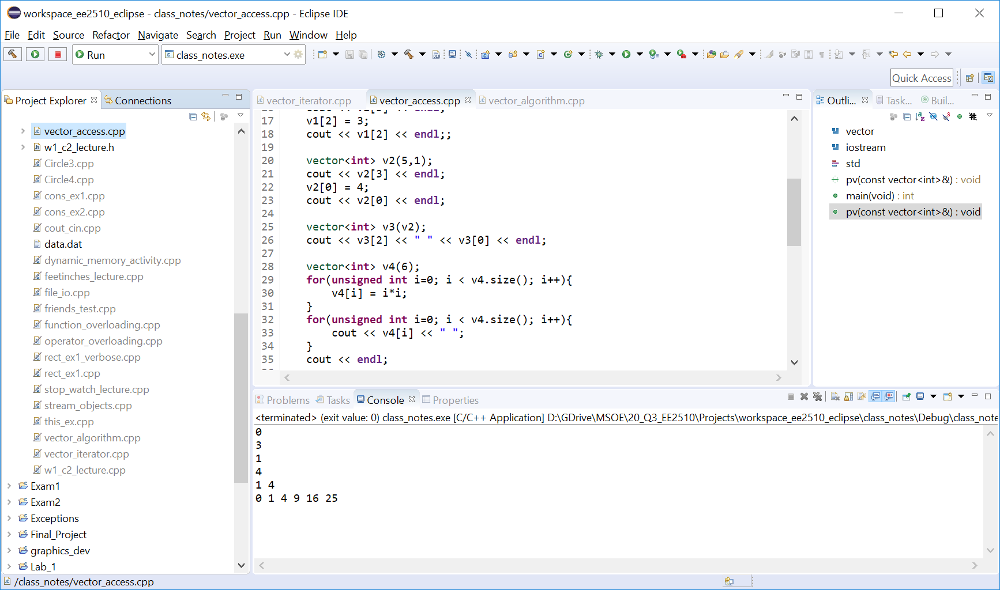 workspace_ee2510_eclipse - class_notes/vector_access.cpp - Eclipse IDE
File Edit Source Refactor Navigate Search Project Run Window Help
Run class_notes.exe
Quick Access
Project Explorer Connections
vector_access.cpp
w1_c2_lecture.h
Circle3.cpp
Circle4.cpp
cons_ex1.cpp
cons_ex2.cpp
cout_cin.cpp
data.dat
dynamic_memory_activity.cpp
feetinches_lecture.cpp
file_io.cpp
friends_test.cpp
function_overloading.cpp
operator_overloading.cpp
rect_ex1_verbose.cpp
rect_ex1.cpp
stop_watch_lecture.cpp
stream_objects.cpp
this_ex.cpp
vector_algorithm.cpp
vector_iterator.cpp
w1_c2_lecture.cpp
Exam1
Exam2
Exceptions
Final_Project
graphics_dev
Lab_1
vector_iterator.cpp vector_access.cpp vector_algorithm.cpp
17 v1[2] = 3;
18 cout << v1[2] << endl;;
19
20 vector<int> v2(5,1);
21 cout << v2[3] << endl;
22 v2[0] = 4;
23 cout << v2[0] << endl;
24
25 vector<int> v3(v2);
26 cout << v3[2] << " " << v3[0] << endl;
27
28 vector<int> v4(6);
29 for(unsigned int i=0; i < v4.size(); i++){
30 v4[i] = i*i;
31 }
32 for(unsigned int i=0; i < v4.size(); i++){
33 cout << v4[i] << " ";
34 }
35 cout << endl;
Outli... Task... Buil...
vector
iostream
std
pv(const vector<int>&) : void
main(void) : int
pv(const vector<int>&) : void
Problems Tasks Console Properties
<terminated> (exit value: 0) class_notes.exe [C/C++ Application] D:\GDrive\MSOE\20_Q3_EE2510\Projects\workspace_ee2510_eclipse\class_notes\Debug\class_note
0
3
1
4
1 4
0 1 4 9 16 25
/class_notes/vector_access.cpp